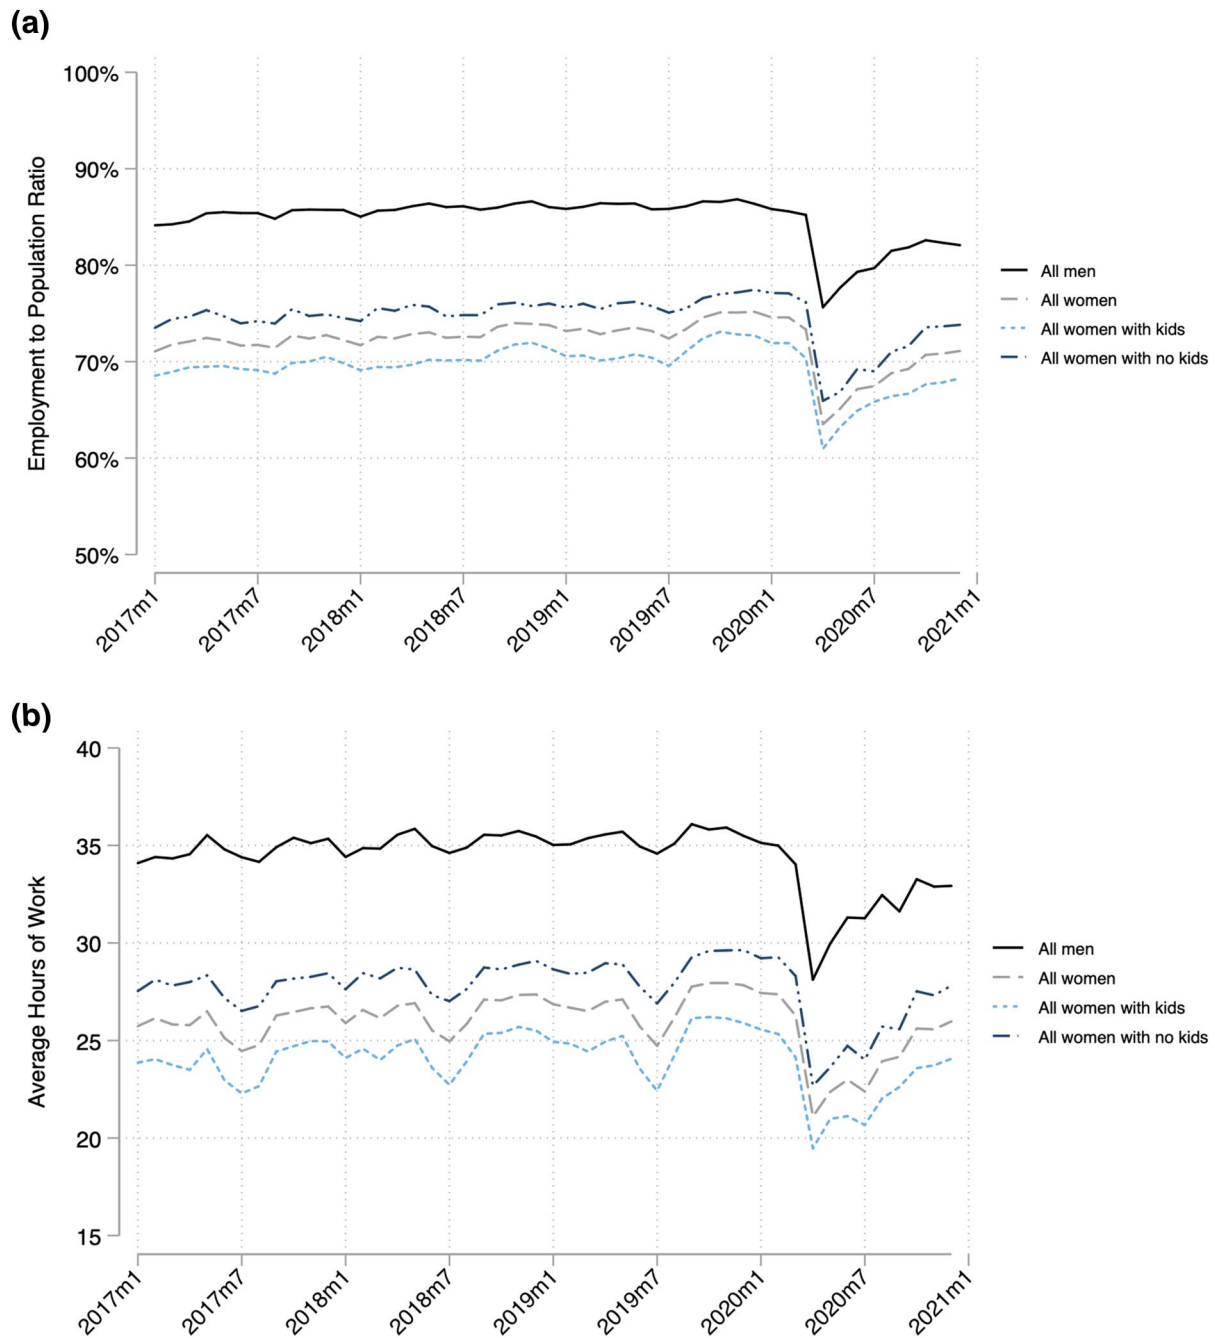 (a)
Employment to Population Ratio
100%
90%
80%
70%
60%
50%
2017m1
2017m7
2018m1
2018m7
2019m1
2019m7
2020m1
2020m7
2021m1
All men
All women
All women with kids
All women with no kids
(b)
Average Hours of Work
40
35
30
25
20
15
2017m1
2017m7
2018m1
2018m7
2019m1
2019m7
2020m1
2020m7
2021m1
All men
All women
All women with kids
All women with no kids